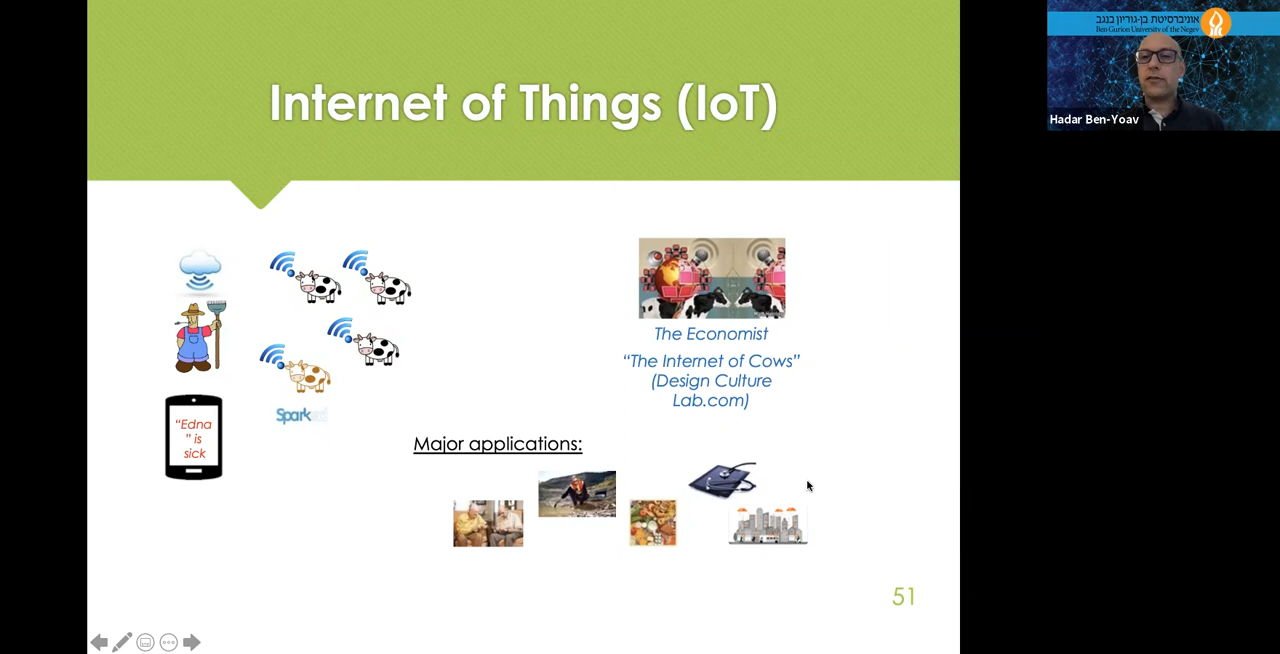 Internet of Things (IoT)
אוניברסיטת בן-גוריון בנגב
Ben-Gurion University of the Negev
Hadar Ben-Yoav
The Economist
“The Internet of Cows”
(Design Culture
Lab.com)
“Edna
” is
sick
Major applications:
51